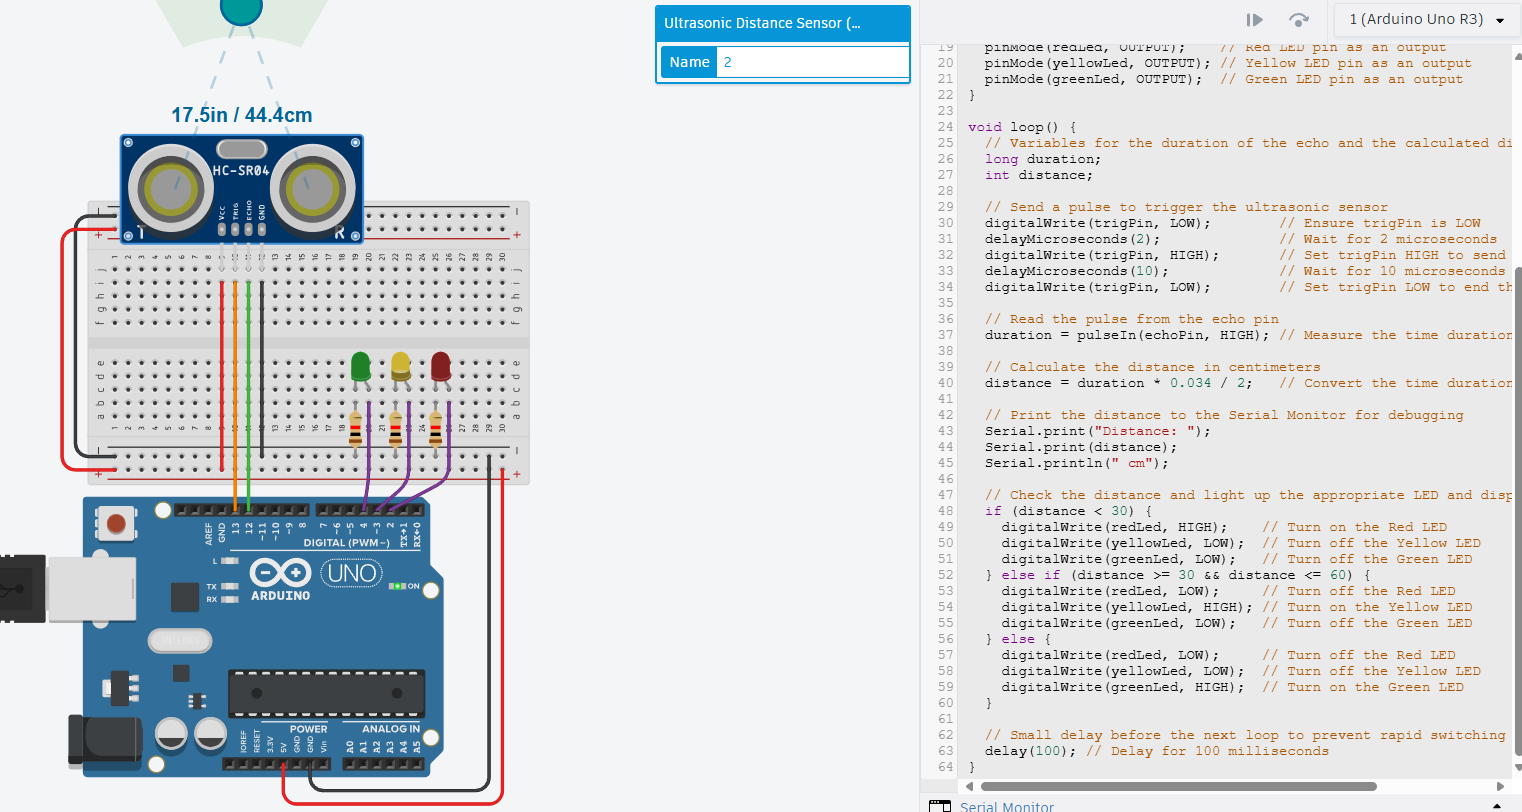 Ultrasonic Distance Sensor (...
Name 2
17.5in / 44.4cm
HC-SR04
VCC
TRIG
ECHO
GND
T
R
AREF
GND
13
12
~11
~10
~9
8
7
~6
~5
4
~3
2
TX→1
RX←0
DIGITAL (PWM~)
L
TX
RX
UNO
ARDUINO
ON
POWER
ANALOG IN
IOREF
RESET
3.3V
5V
GND
GND
Vin
A0
A1
A2
A3
A4
A5
1 (Arduino Uno R3)
19 pinMode(redLed, OUTPUT); // Red LED pin as an output
20 pinMode(yellowLed, OUTPUT); // Yellow LED pin as an output
21 pinMode(greenLed, OUTPUT); // Green LED pin as an output
22 }
23
24 void loop() {
25 // Variables for the duration of the echo and the calculated di
26 long duration;
27 int distance;
28
29 // Send a pulse to trigger the ultrasonic sensor
30 digitalWrite(trigPin, LOW); // Ensure trigPin is LOW
31 delayMicroseconds(2); // Wait for 2 microseconds
32 digitalWrite(trigPin, HIGH); // Set trigPin HIGH to send
33 delayMicroseconds(10); // Wait for 10 microseconds
34 digitalWrite(trigPin, LOW); // Set trigPin LOW to end th
35
36 // Read the pulse from the echo pin
37 duration = pulseIn(echoPin, HIGH); // Measure the time duration
38
39 // Calculate the distance in centimeters
40 distance = duration * 0.034 / 2; // Convert the time duration
41
42 // Print the distance to the Serial Monitor for debugging
43 Serial.print("Distance: ");
44 Serial.print(distance);
45 Serial.println(" cm");
46
47 // Check the distance and light up the appropriate LED and disp
48 if (distance < 30) {
49 digitalWrite(redLed, HIGH); // Turn on the Red LED
50 digitalWrite(yellowLed, LOW); // Turn off the Yellow LED
51 digitalWrite(greenLed, LOW); // Turn off the Green LED
52 } else if (distance >= 30 && distance <= 60) {
53 digitalWrite(redLed, LOW); // Turn off the Red LED
54 digitalWrite(yellowLed, HIGH); // Turn on the Yellow LED
55 digitalWrite(greenLed, LOW); // Turn off the Green LED
56 } else {
57 digitalWrite(redLed, LOW); // Turn off the Red LED
58 digitalWrite(yellowLed, LOW); // Turn off the Yellow LED
59 digitalWrite(greenLed, HIGH); // Turn on the Green LED
60 }
61
62 // Small delay before the next loop to prevent rapid switching
63 delay(100); // Delay for 100 milliseconds
64 }
Serial Monitor